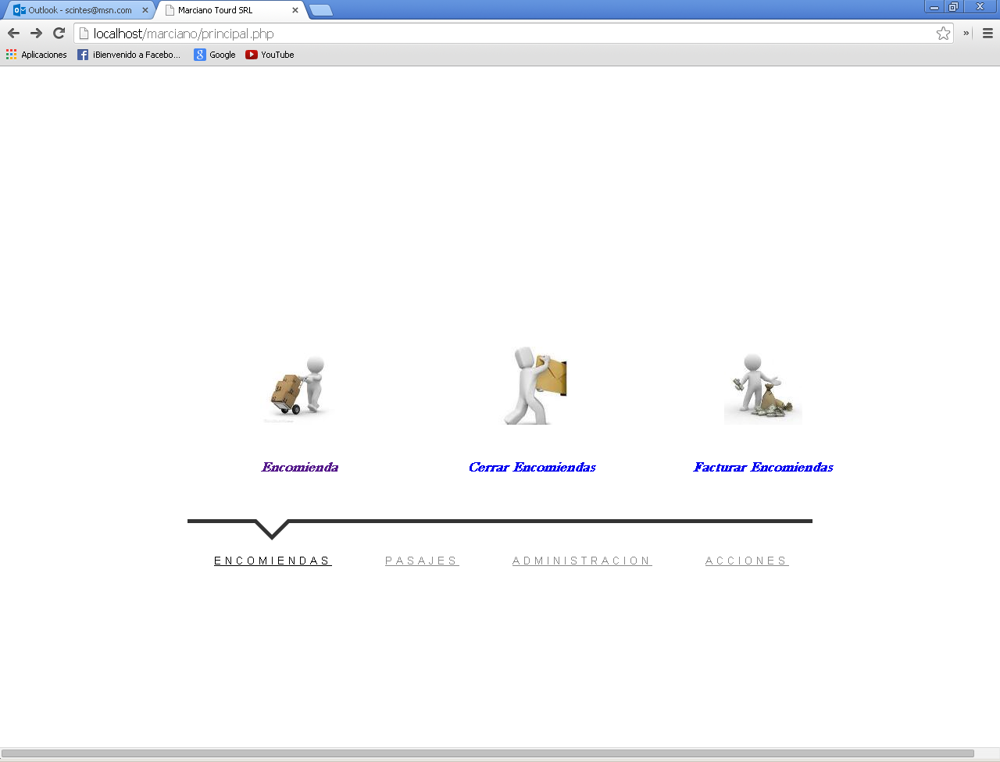 Outlook - scintes@msn.com
Marciano Tourd SRL
localhost/marciano/principal.php
»
Aplicaciones
¡Bienvenido a Facebo...
Google
YouTube
Encomienda
Cerrar Encomiendas
Facturar Encomiendas
ENCOMIENDAS
PASAJES
ADMINISTRACION
ACCIONES